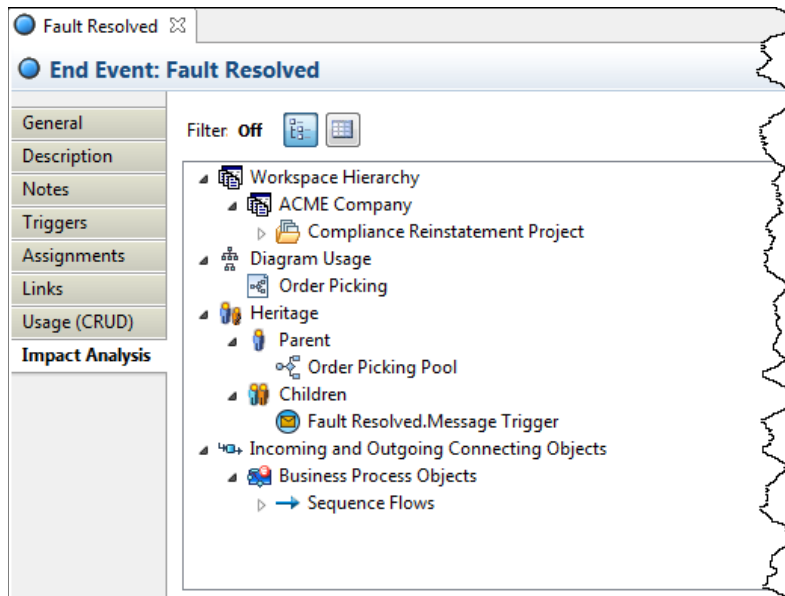 Fault Resolved
End Event: Fault Resolved
General
Description
Notes
Triggers
Assignments
Links
Usage (CRUD)
Impact Analysis
Filter: Off
Workspace Hierarchy
ACME Company
Compliance Reinstatement Project
Diagram Usage
Order Picking
Heritage
Parent
Order Picking Pool
Children
Fault Resolved.Message Trigger
Incoming and Outgoing Connecting Objects
Business Process Objects
Sequence Flows